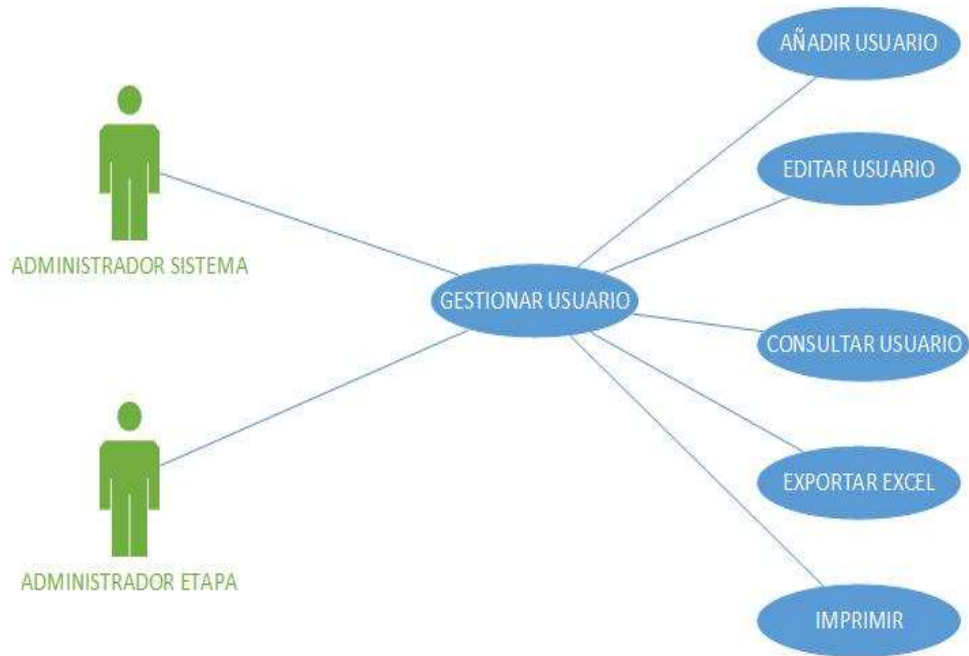 AÑADIR USUARIO
EDITAR USUARIO
ADMINISTRADOR SISTEMA
GESTIONAR USUARIO
CONSULTAR USUARIO
EXPORTAR EXCEL
ADMINISTRADOR ETAPA
IMPRIMIR